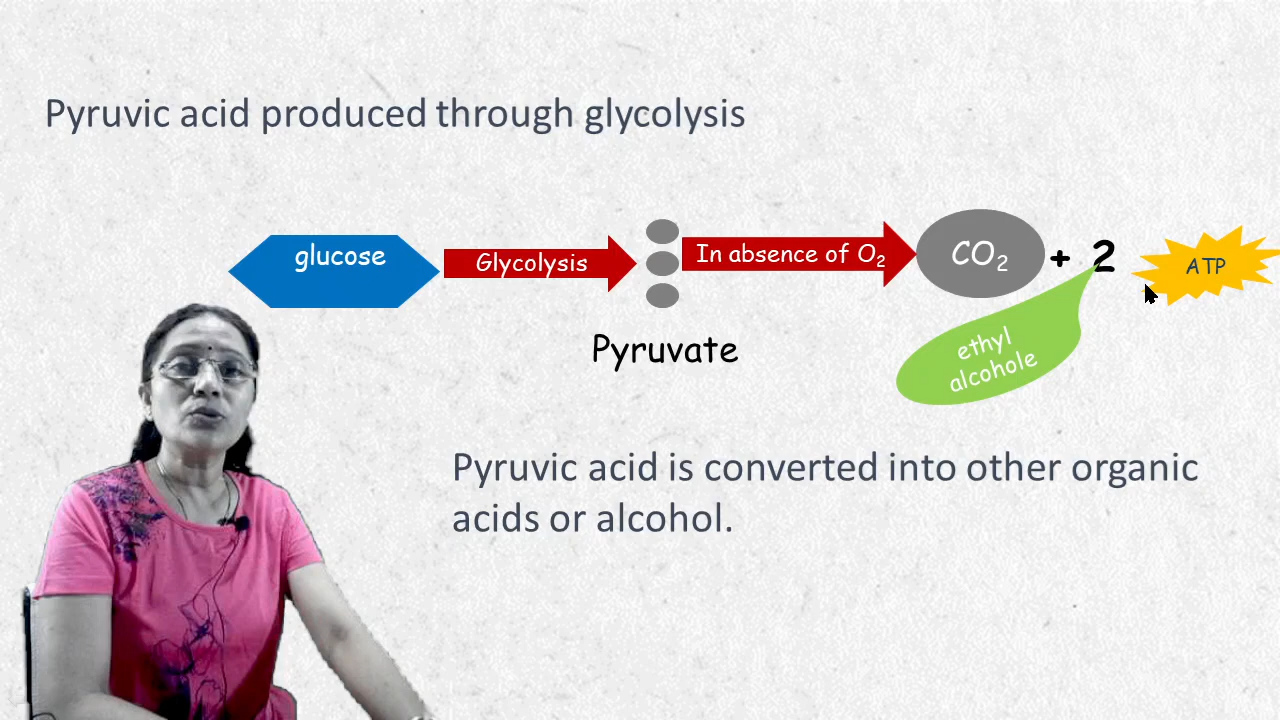 Pyruvic acid produced through glycolysis
glucose
Glycolysis
In absence of O₂
CO₂
+ 2
ATP
Pyruvate
ethyl
alcohole
Pyruvic acid is converted into other organic
acids or alcohol.